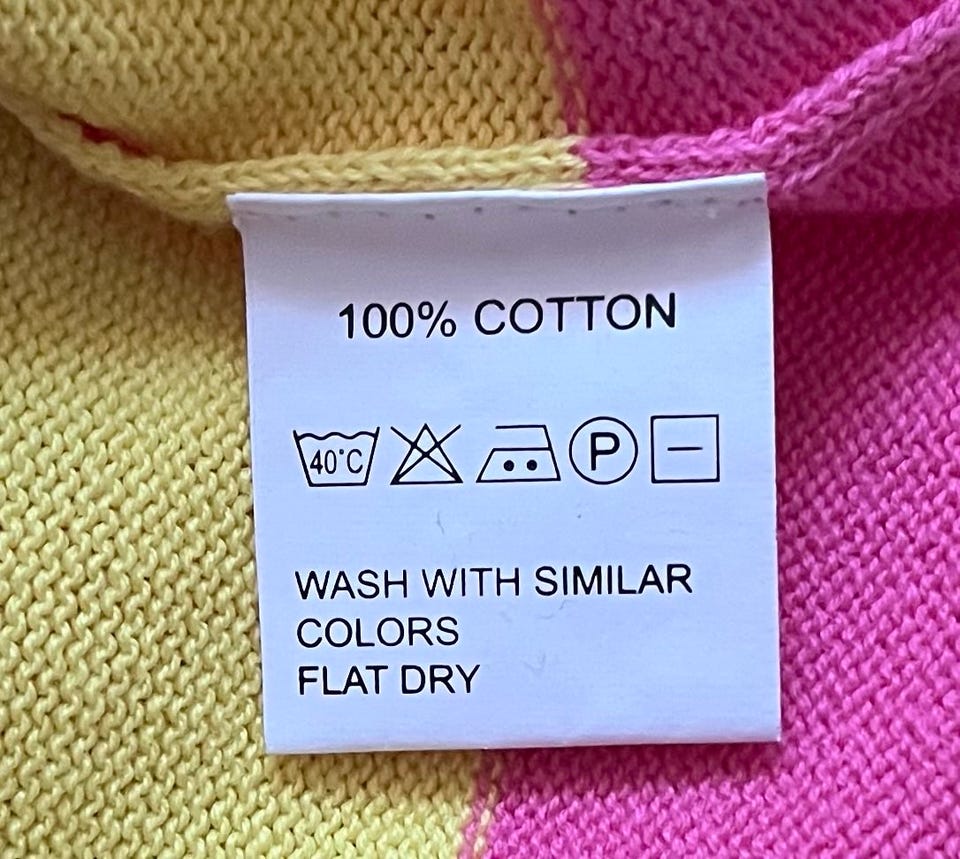 100% COTTON
40°C P
WASH WITH SIMILAR
COLORS
FLAT DRY